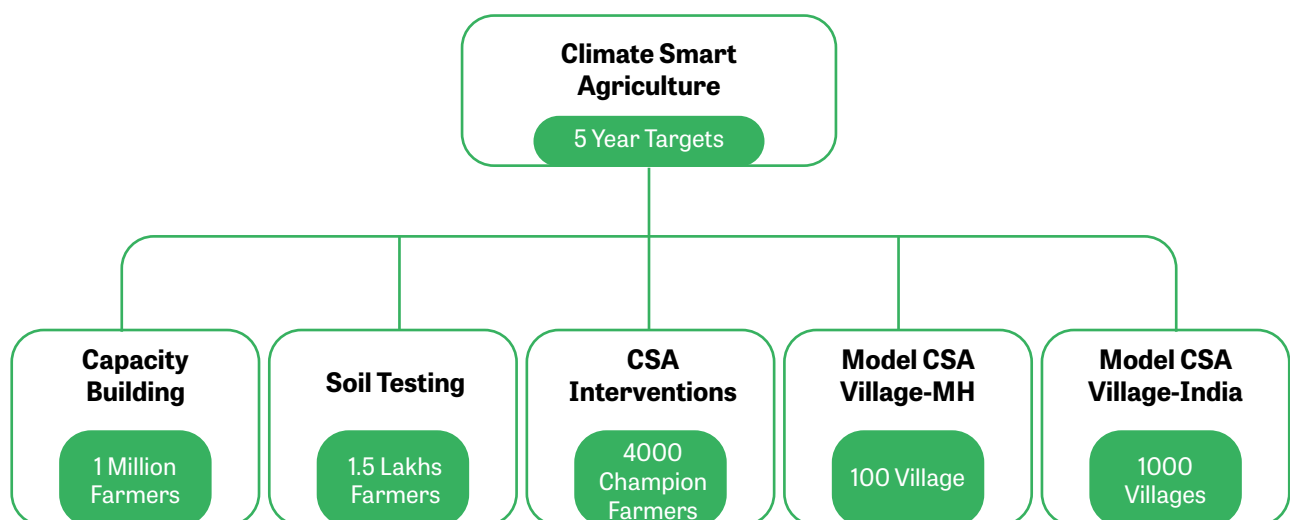 Climate Smart
Agriculture
5 Year Targets
Capacity
Building
1 Million
Farmers
Soil Testing
1.5 Lakhs
Farmers
CSA
Interventions
4000
Champion
Farmers
Model CSA
Village-MH
100 Village
Model CSA
Village-India
1000
Villages